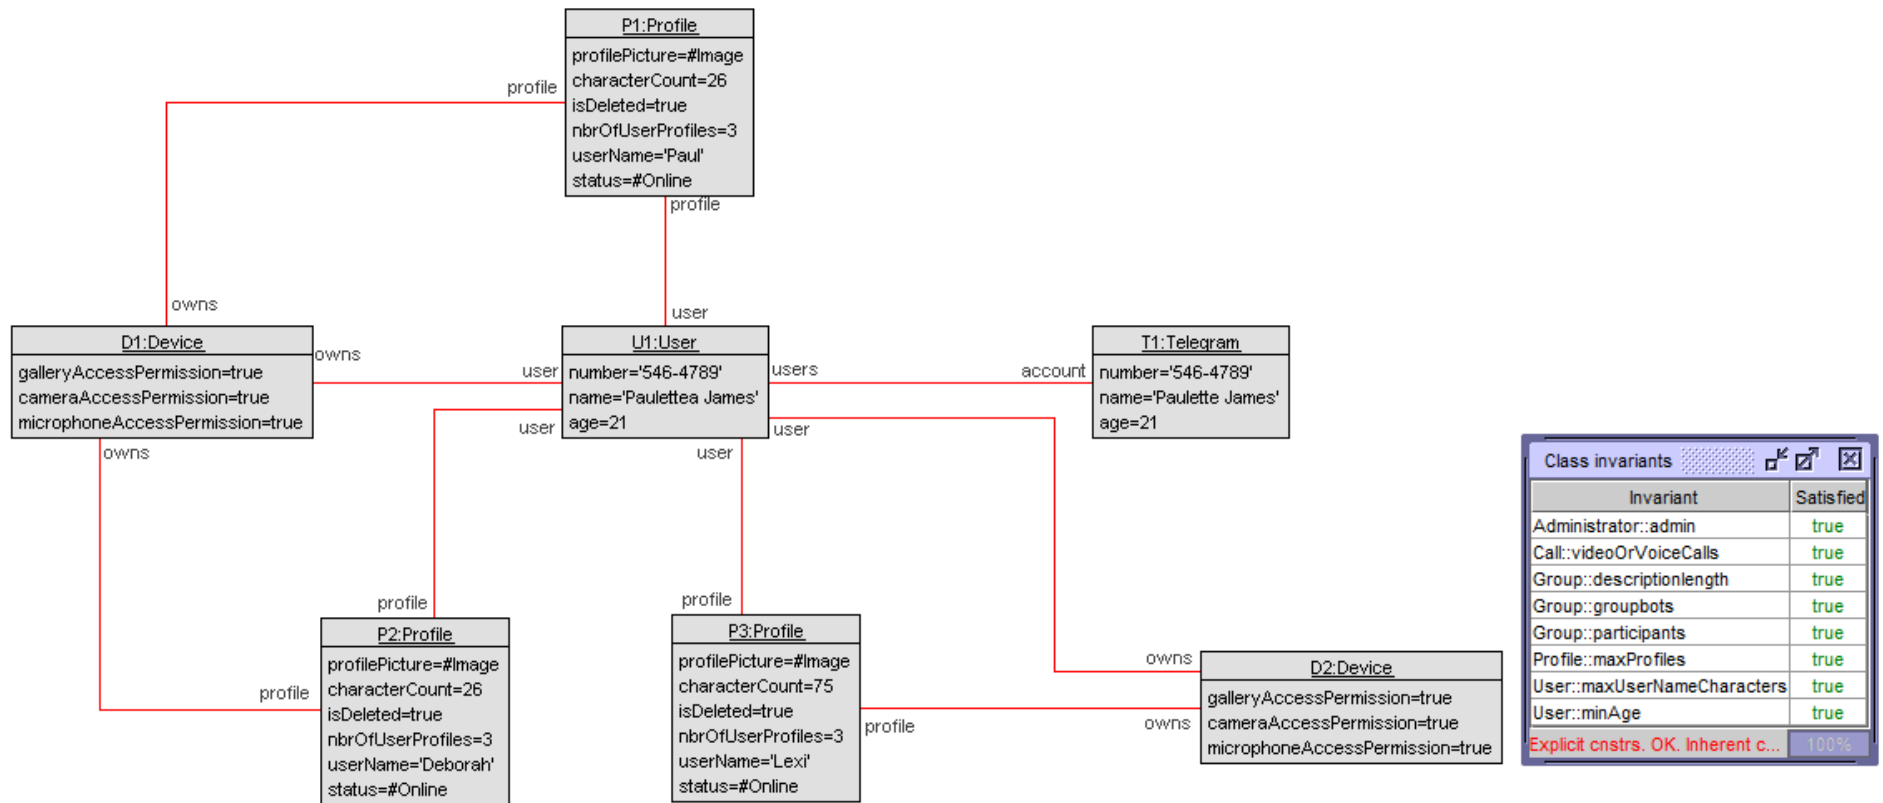 P1:Profile
profilePicture=#Image
characterCount=26
isDeleted=true
nbrOfUserProfiles=3
userName='Paul'
status=#Online
profile
profile
owns
user
D1:Device
galleryAccessPermission=true
cameraAccessPermission=true
microphoneAccessPermission=true
owns
user
U1:User
number='546-4789'
name='Paulettea James'
age=21
users
account
T1:Telegram
number='546-4789'
name='Paulette James'
age=21
owns
user
user
user
profile
profile
P2:Profile
profilePicture=#Image
characterCount=26
isDeleted=true
nbrOfUserProfiles=3
userName='Deborah'
status=#Online
profile
P3:Profile
profilePicture=#Image
characterCount=75
isDeleted=true
nbrOfUserProfiles=3
userName='Lexi'
status=#Online
profile
owns
owns
D2:Device
galleryAccessPermission=true
cameraAccessPermission=true
microphoneAccessPermission=true
Class invariants
Invariant Satisfied
Administrator::admin true
Call::videoOrVoiceCalls true
Group::descriptionlength true
Group::groupbots true
Group::participants true
Profile::maxProfiles true
User::maxUserNameCharacters true
User::minAge true
Explicit cnstrs. OK. Inherent c... 100%